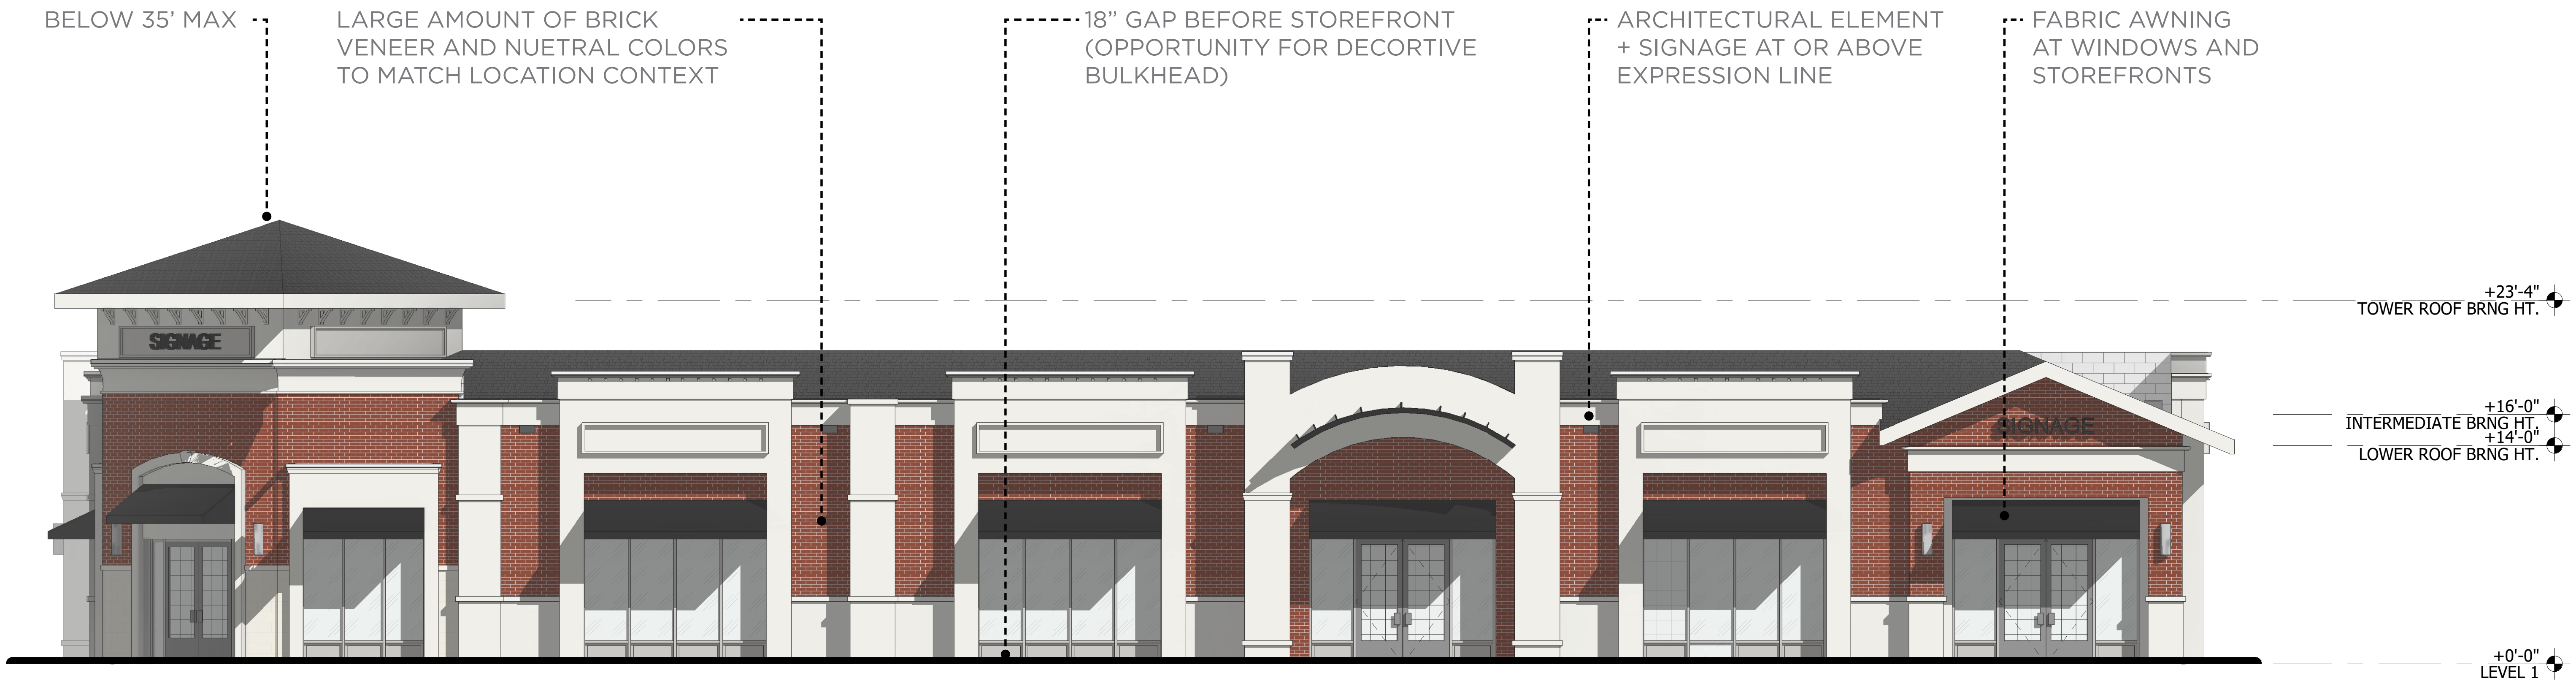 BELOW 35’ MAX
LARGE AMOUNT OF BRICK
VENEER AND NUETRAL COLORS
TO MATCH LOCATION CONTEXT
18” GAP BEFORE STOREFRONT
(OPPORTUNITY FOR DECORTIVE
BULKHEAD)
ARCHITECTURAL ELEMENT
+ SIGNAGE AT OR ABOVE
EXPRESSION LINE
FABRIC AWNING
AT WINDOWS AND
STOREFRONTS
SIGNAGE
SIGNAGE
+23'-4"
TOWER ROOF BRNG HT.
+16'-0"
INTERMEDIATE BRNG HT.
+14'-0"
LOWER ROOF BRNG HT.
+0'-0"
LEVEL 1